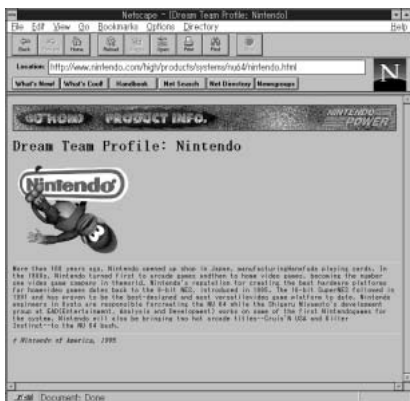 Netscape - [Dream Team Profile: Nintendo]
File Edit View Go Bookmarks Options Directory Help
Back Home Reload Open Print Find
Location: http://www.nintendo.com/high/products/systems/nu64/nintendo.html
N
What's New! What's Cool! Handbook Net Search Net Directory Newsgroups
GO HOME PRODUCT INFO. NINTENDO POWER
Dream Team Profile: Nintendo
Nintendo
More than 100 years ago, Nintendo opened up shop in Japan, manufacturing Hanafuda playing cards. In
the 1980s, Nintendo turned first to arcade games and then to home video games, becoming the number
one video game company in the world. Nintendo's reputation for creating the best hardware platforms
for home video games dates back to the 8-bit NES, introduced in 1985. The 16-bit Super NES followed in
1991 and has proven to be the best-designed and most versatile video game platform to date. Nintendo
engineers in Kyoto are responsible for creating the NU 64 while the Shigeru Miyamoto's development
group at EAD (Entertainment, Analysis and Development) works on some of the first Nintendo games for
the system. Nintendo will also be bringing two hot arcade titles--Cruis'N USA and Killer
Instinct--to the NU 64 bash.
Nintendo of America, 1995
Document: Done